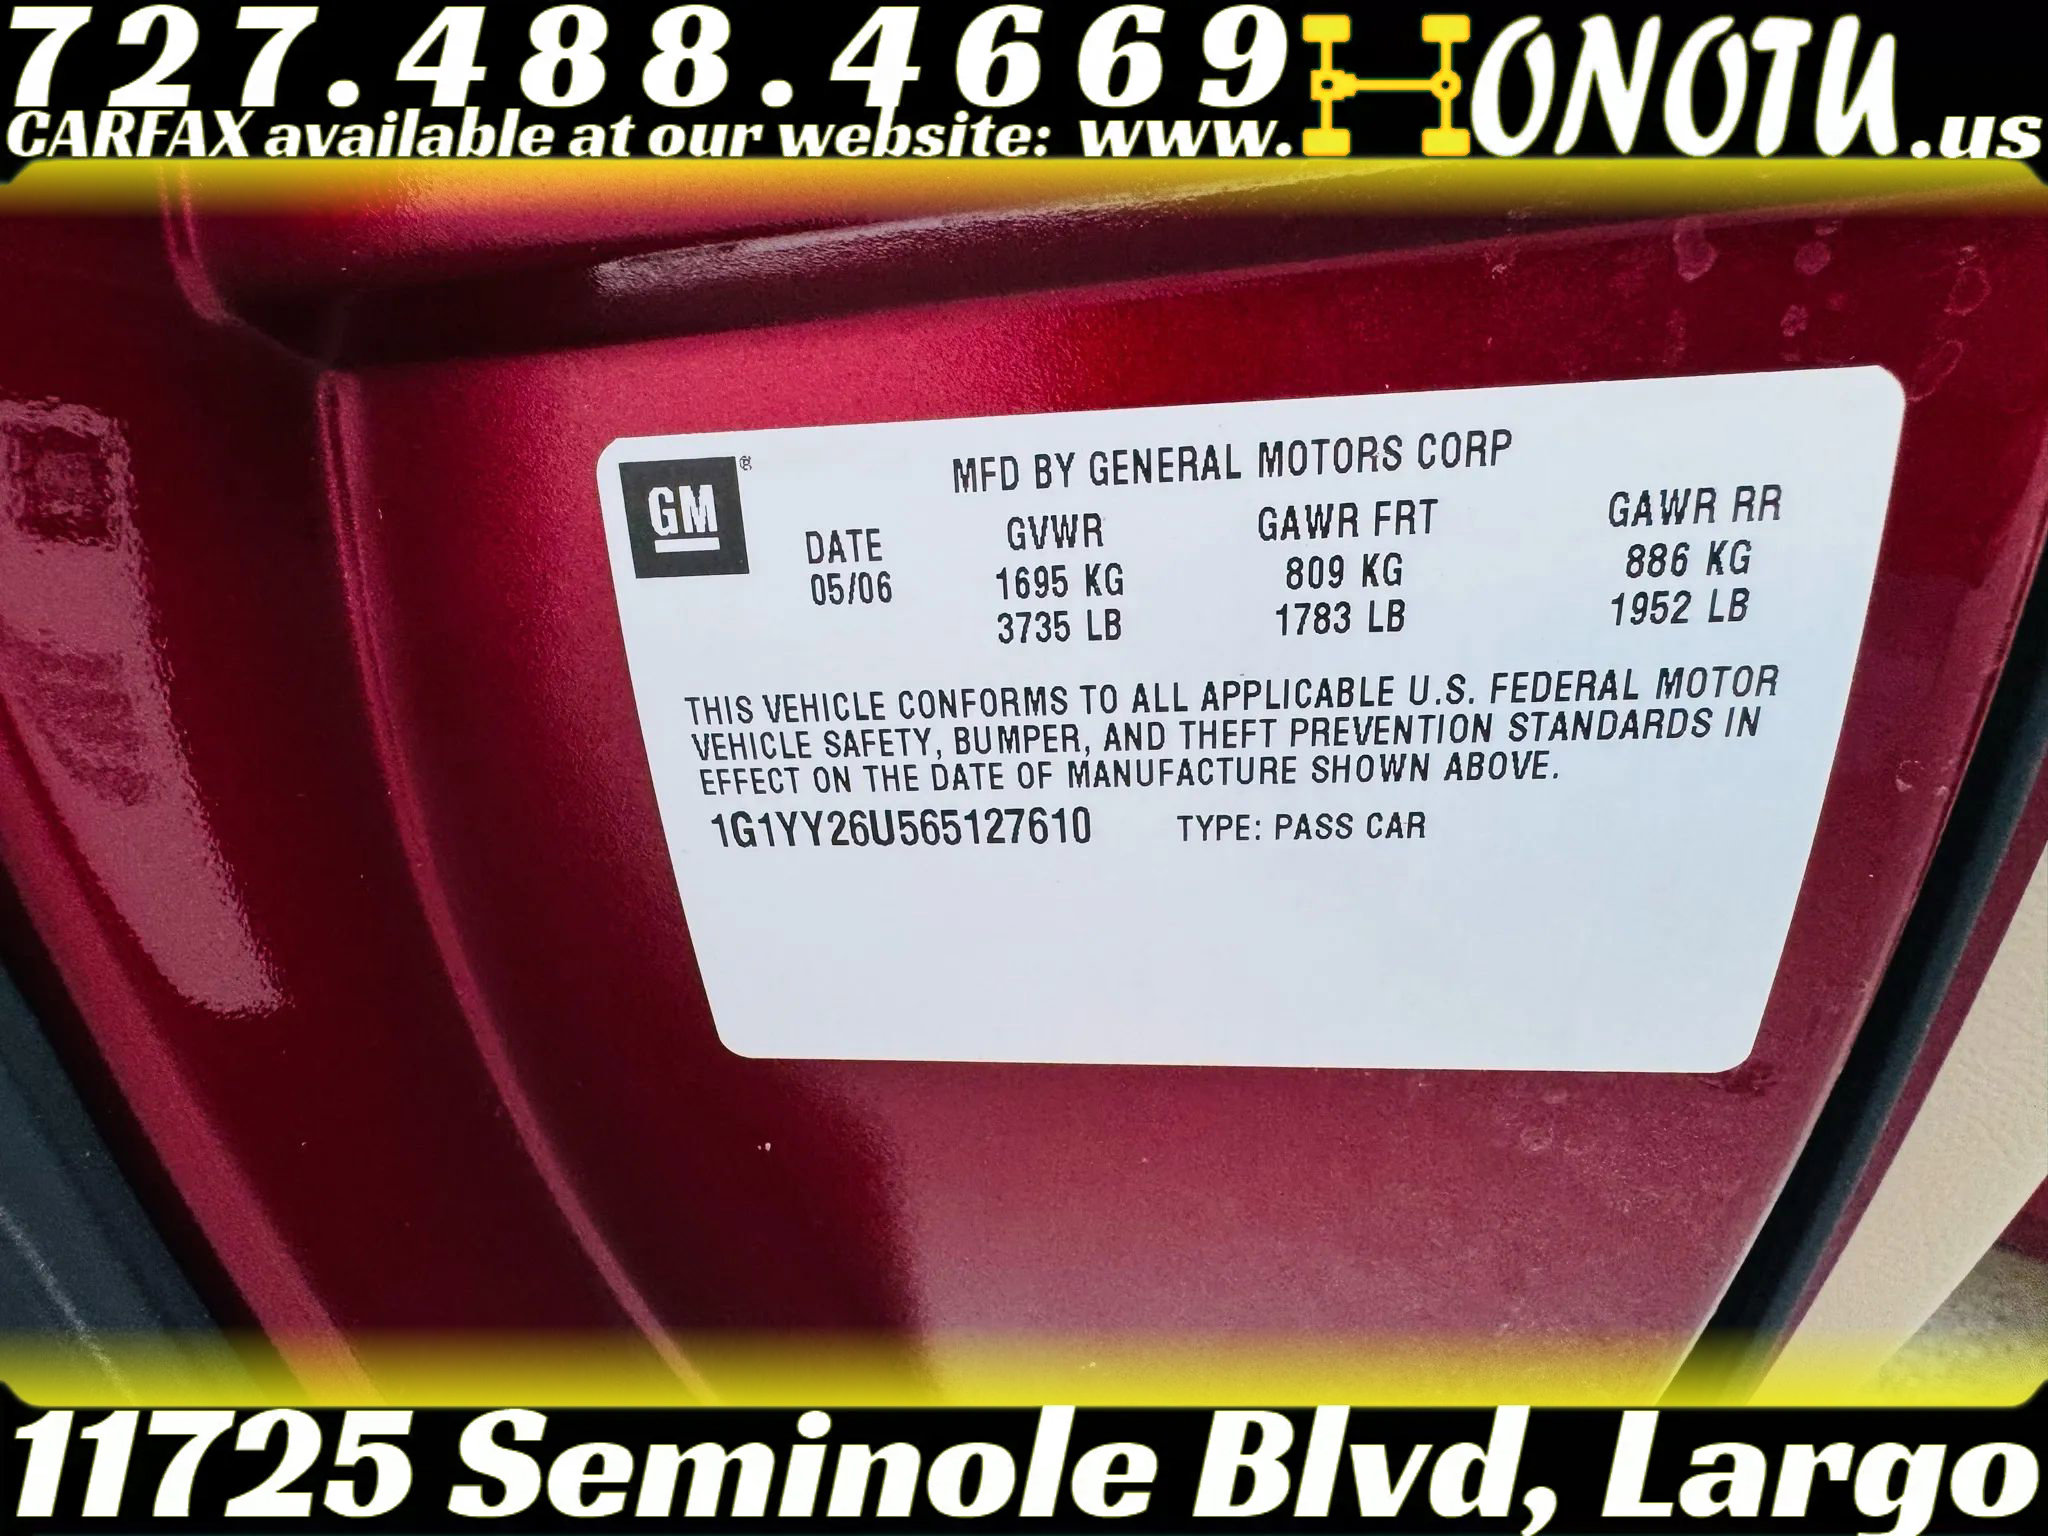 727.488.4669 HONOTU.us
CARFAX available at our website: www.
GM ®
MFD BY GENERAL MOTORS CORP
DATE GVWR GAWR FRT GAWR RR
05/06 1695 KG 809 KG 886 KG
3735 LB 1783 LB 1952 LB
THIS VEHICLE CONFORMS TO ALL APPLICABLE U.S. FEDERAL MOTOR
VEHICLE SAFETY, BUMPER, AND THEFT PREVENTION STANDARDS IN
EFFECT ON THE DATE OF MANUFACTURE SHOWN ABOVE.
1G1YY26U565127610 TYPE: PASS CAR
11725 Seminole Blvd, Largo